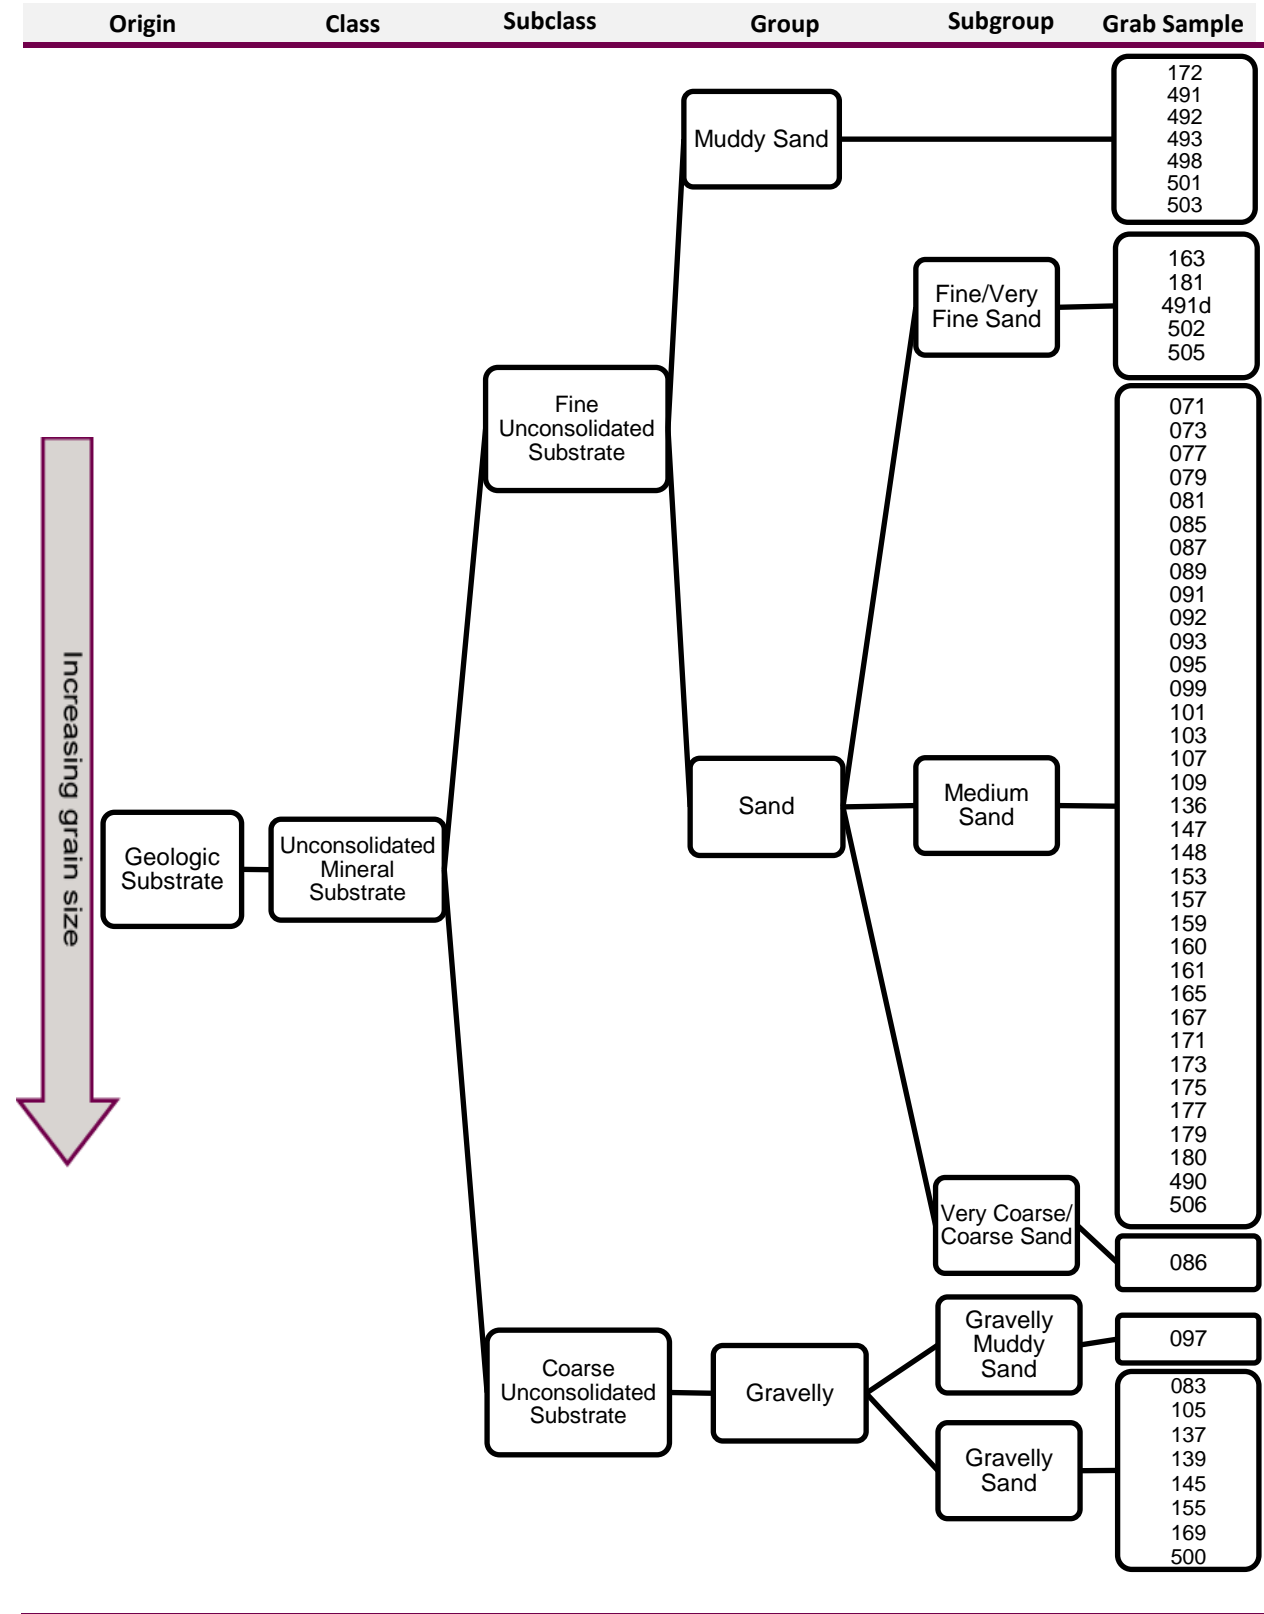 Origin Class Subclass Group Subgroup Grab Sample
Muddy Sand
172
491
492
493
498
501
503
Fine/Very
Fine Sand
163
181
491d
502
505
Fine
Unconsolidated
Substrate
Increasing grain size
Geologic
Substrate
Unconsolidated
Mineral
Substrate
Sand
Medium
Sand
071
073
077
079
081
085
087
089
091
092
093
095
099
101
103
107
109
136
147
148
153
157
159
160
161
165
167
171
173
175
177
179
180
490
506
Very Coarse/
Coarse Sand
086
Coarse
Unconsolidated
Substrate
Gravelly
Gravelly
Muddy
Sand
097
Gravelly
Sand
083
105
137
139
145
155
169
500